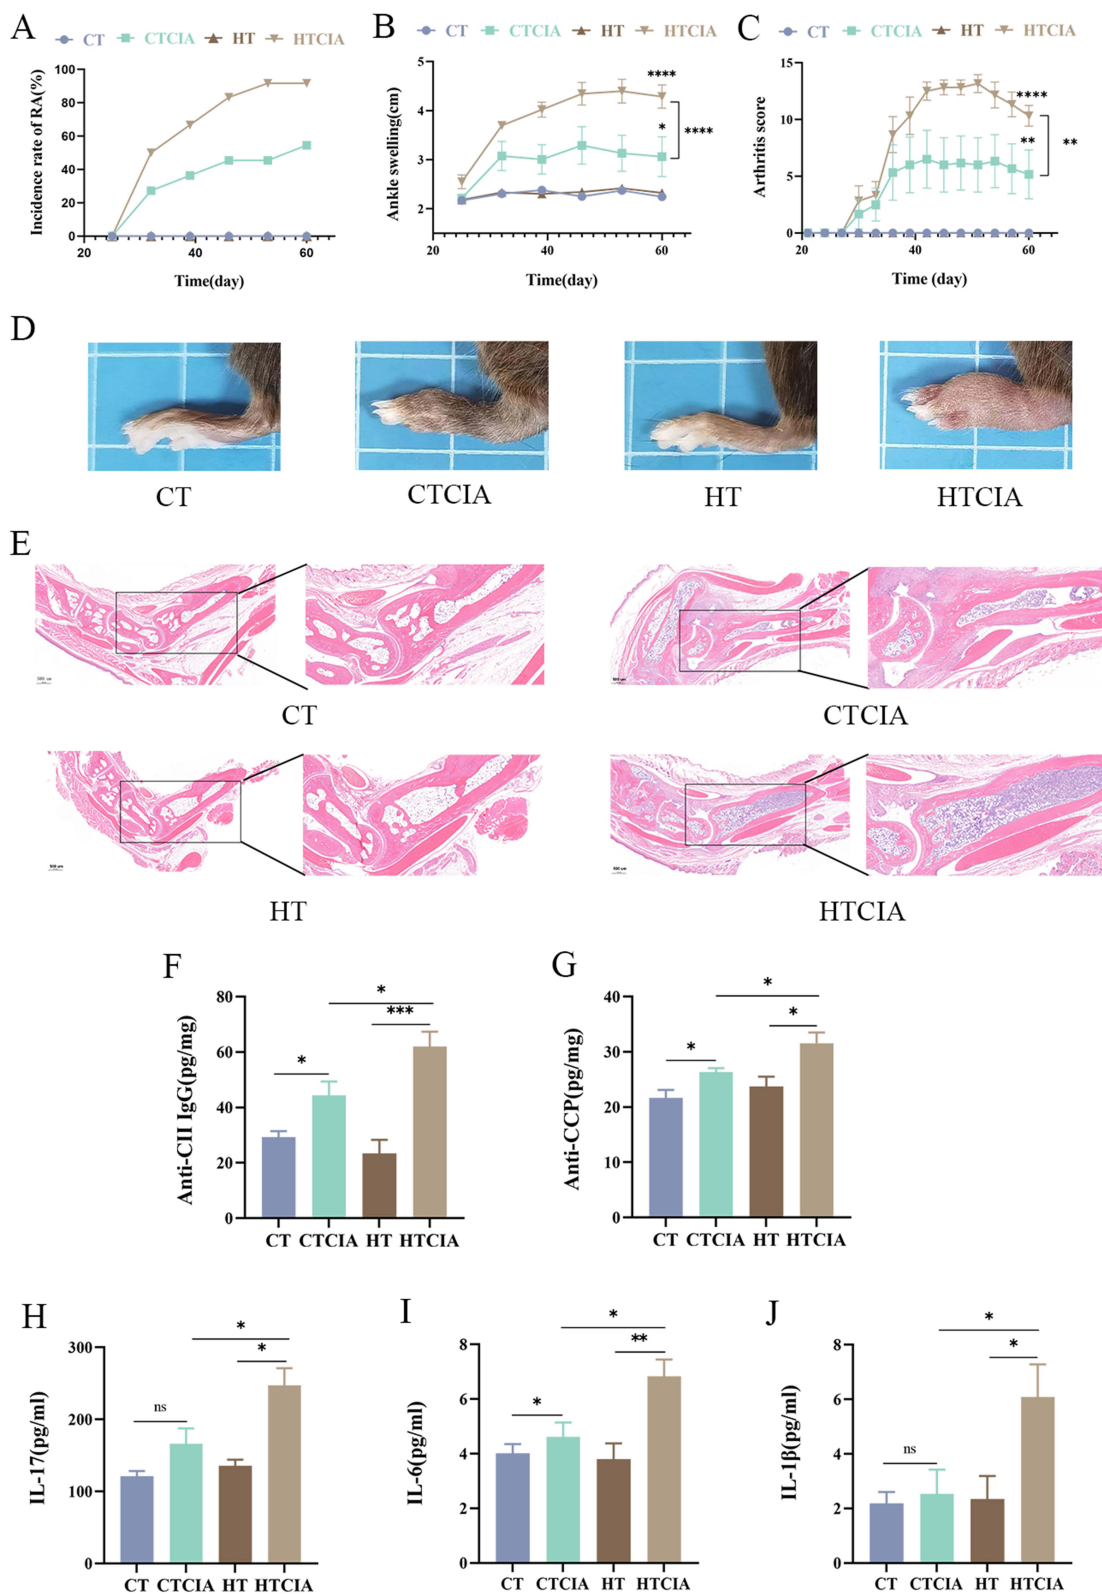 A
CT CTCIA HT HTCIA
Incidence rate of RA(%)
100
80
60
40
20
0
20 40 60
Time(day)
B
CT CTCIA HT HTCIA
Ankle swelling(cm)
5
4
3
2
20 40 60
Time(day)
****
*
****
C
CT CTCIA HT HTCIA
Arthritis score
15
10
5
0
20 40 60
Time (day)
****
**
**
D
CT CTCIA HT HTCIA
E
CT
CTCIA
HT
HTCIA
F
Anti-CII IgG(pg/mg)
80
60
40
20
0
*
***
*
CT CTCIA HT HTCIA
G
Anti-CCP(pg/mg)
40
30
20
10
0
*
*
*
CT CTCIA HT HTCIA
H
IL-17(pg/ml)
300
200
100
0
*
*
ns
CT CTCIA HT HTCIA
I
IL-6(pg/ml)
8
6
4
2
0
*
**
*
CT CTCIA HT HTCIA
J
IL-1β(pg/ml)
8
6
4
2
0
*
*
ns
CT CTCIA HT HTCIA